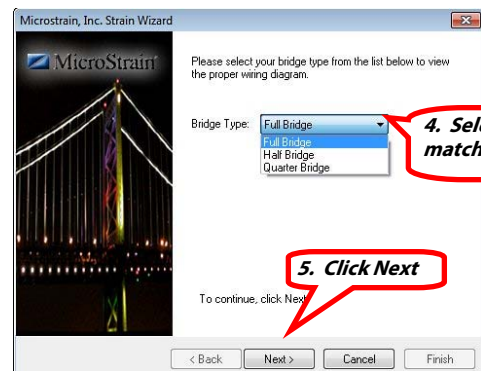 Microstrain, Inc. Strain Wizard
MicroStrain
Please select your bridge type from the list below to view
the proper wiring diagram.
Bridge Type: Full Bridge
Full Bridge
Half Bridge
Quarter Bridge
4.
match
5. Click Next
To continue, click Next
< Back Next > Cancel Finish